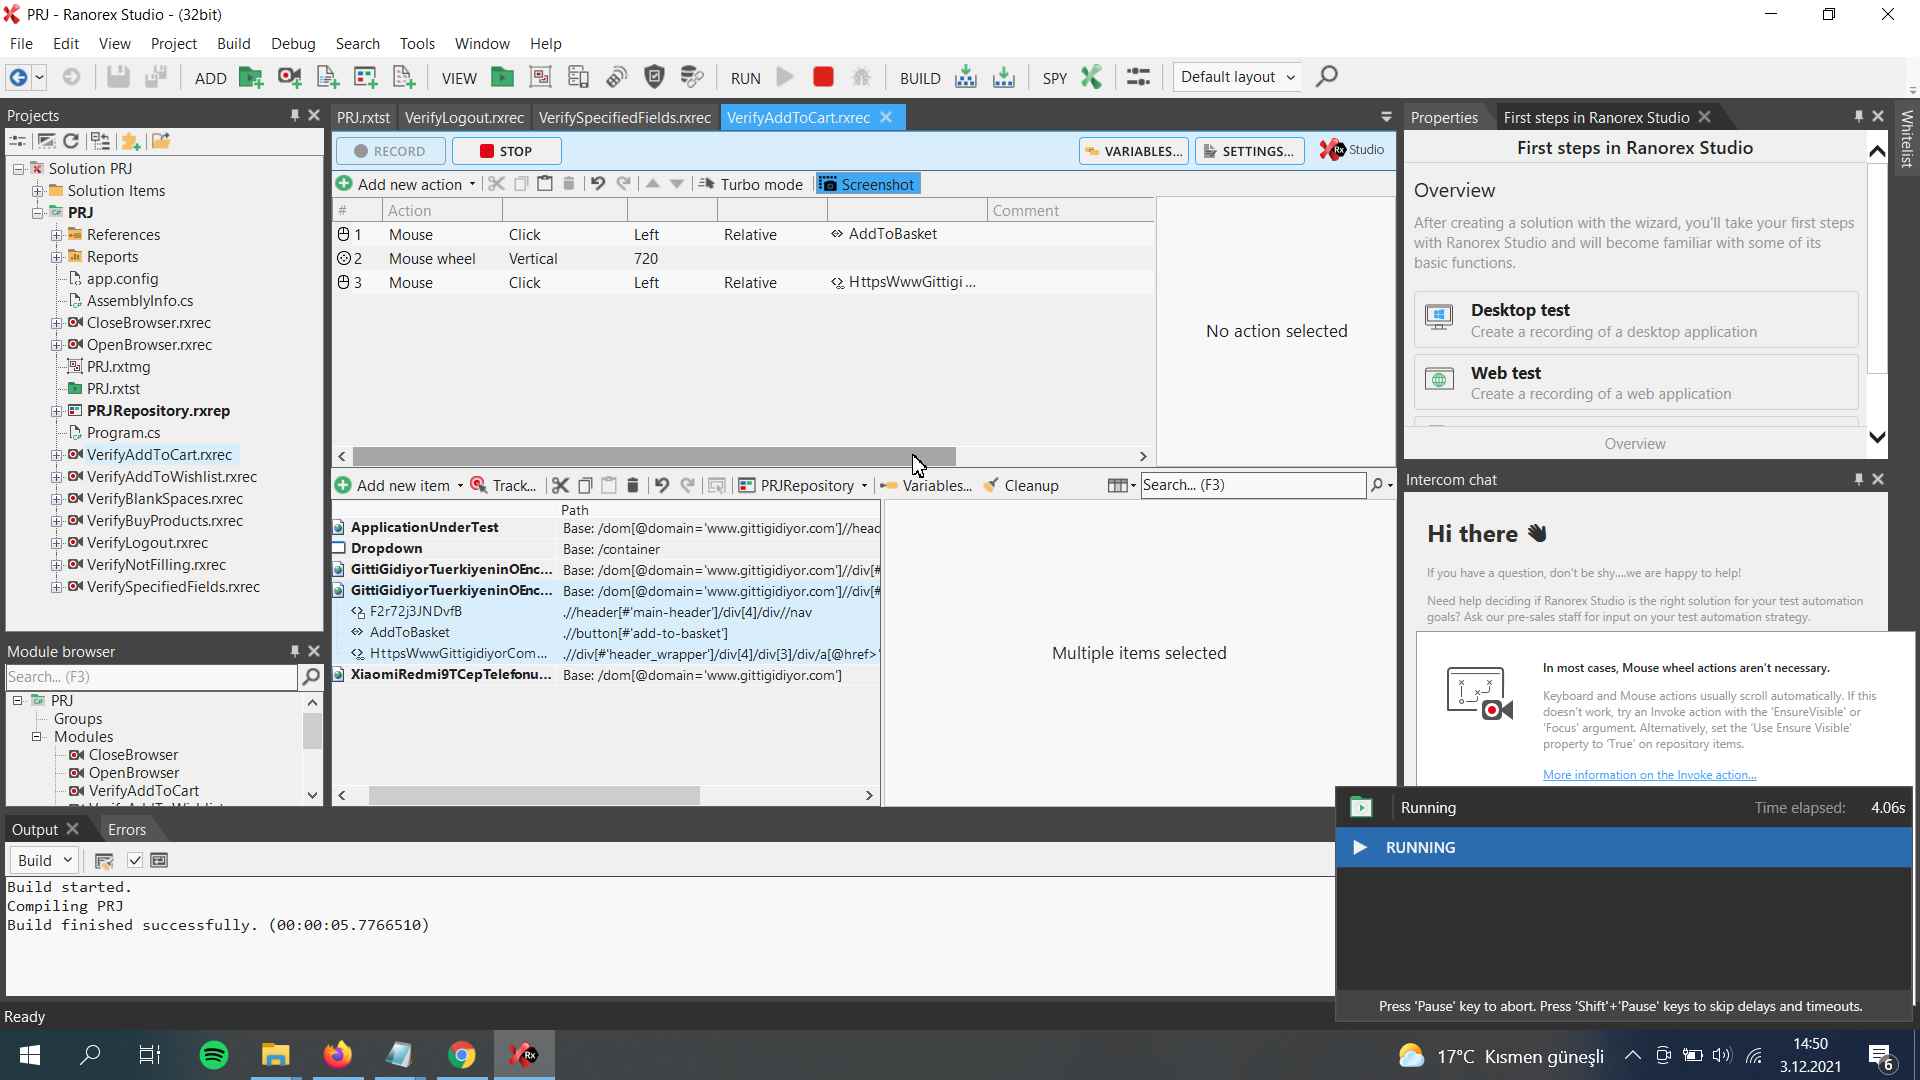 PRJ - Ranorex Studio - (32bit)
File Edit View Project Build Debug Search Tools Window Help
ADD VIEW RUN BUILD SPY Default layout
Projects
Solution PRJ
Solution Items
PRJ
References
Reports
app.config
AssemblyInfo.cs
CloseBrowser.rxrec
OpenBrowser.rxrec
PRJ.rxtmg
PRJ.rxtst
PRJRepository.rxrep
Program.cs
VerifyAddToCart.rxrec
VerifyAddToWishlist.rxrec
VerifyBlankSpaces.rxrec
VerifyBuyProducts.rxrec
VerifyLogout.rxrec
VerifyNotFilling.rxrec
VerifySpecifiedFields.rxrec
Module browser
Search... (F3)
PRJ
Groups
Modules
CloseBrowser
OpenBrowser
VerifyAddToCart
PRJ.rxtst VerifyLogout.rxrec VerifySpecifiedFields.rxrec VerifyAddToCart.rxrec
RECORD STOP VARIABLES... SETTINGS... Rx Studio
Add new action Turbo mode Screenshot
# Action Comment
1 Mouse Click Left Relative AddToBasket
2 Mouse wheel Vertical 720
3 Mouse Click Left Relative HttpsWwwGittigi...
No action selected
Add new item Track... PRJRepository Variables... Cleanup Search... (F3)
Path
ApplicationUnderTest Base: /dom[@domain='www.gittigidiyor.com']//head
Dropdown Base: /container
GittiGidiyorTuerkiyeninOEnc... Base: /dom[@domain='www.gittigidiyor.com']//div[#
GittiGidiyorTuerkiyeninOEnc... Base: /dom[@domain='www.gittigidiyor.com']//div[#
F2r72j3JNDvfB .//header[#'main-header']/div[4]/div//nav
AddToBasket .//button[#'add-to-basket']
HttpsWwwGittigidiyorCom... .//div[#'header_wrapper']/div[4]/div[3]/div/a[@href>'
XiaomiRedmi9TCepTelefonu... Base: /dom[@domain='www.gittigidiyor.com']
Multiple items selected
Properties First steps in Ranorex Studio
First steps in Ranorex Studio
Overview
After creating a solution with the wizard, you'll take your first steps
with Ranorex Studio and will become familiar with some of its
basic functions.
Desktop test
Create a recording of a desktop application
Web test
Create a recording of a web application
Overview
Whitelist
Intercom chat
Hi there
If you have a question, don't be shy....we are happy to help!
Need help deciding if Ranorex Studio is the right solution for your test automation
goals? Ask our pre-sales staff for input on your test automation strategy.
In most cases, Mouse wheel actions aren't necessary.
Keyboard and Mouse actions usually scroll automatically. If this
doesn't work, try an Invoke action with the 'EnsureVisible' or
'Focus' argument. Alternatively, set the 'Use Ensure Visible'
property to 'True' on repository items.
More information on the Invoke action...
Running Time elapsed: 4.06s
RUNNING
Press 'Pause' key to abort. Press 'Shift'+'Pause' keys to skip delays and timeouts.
Output Errors
Build
Build started.
Compiling PRJ
Build finished successfully. (00:00:05.7766510)
Ready
Rx
17°C Kısmen güneşli
14:50
3.12.2021
6